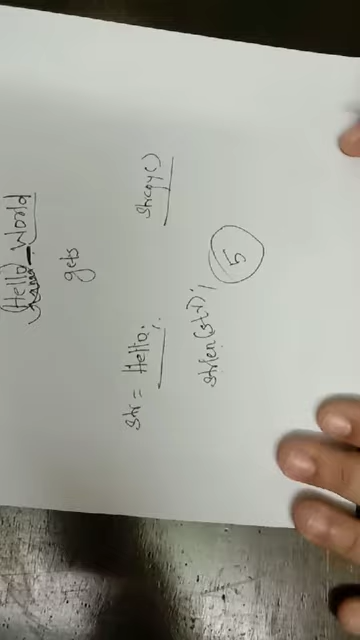 Hello World
gets
str = Hello;
strcpy()
strlen(str);
5